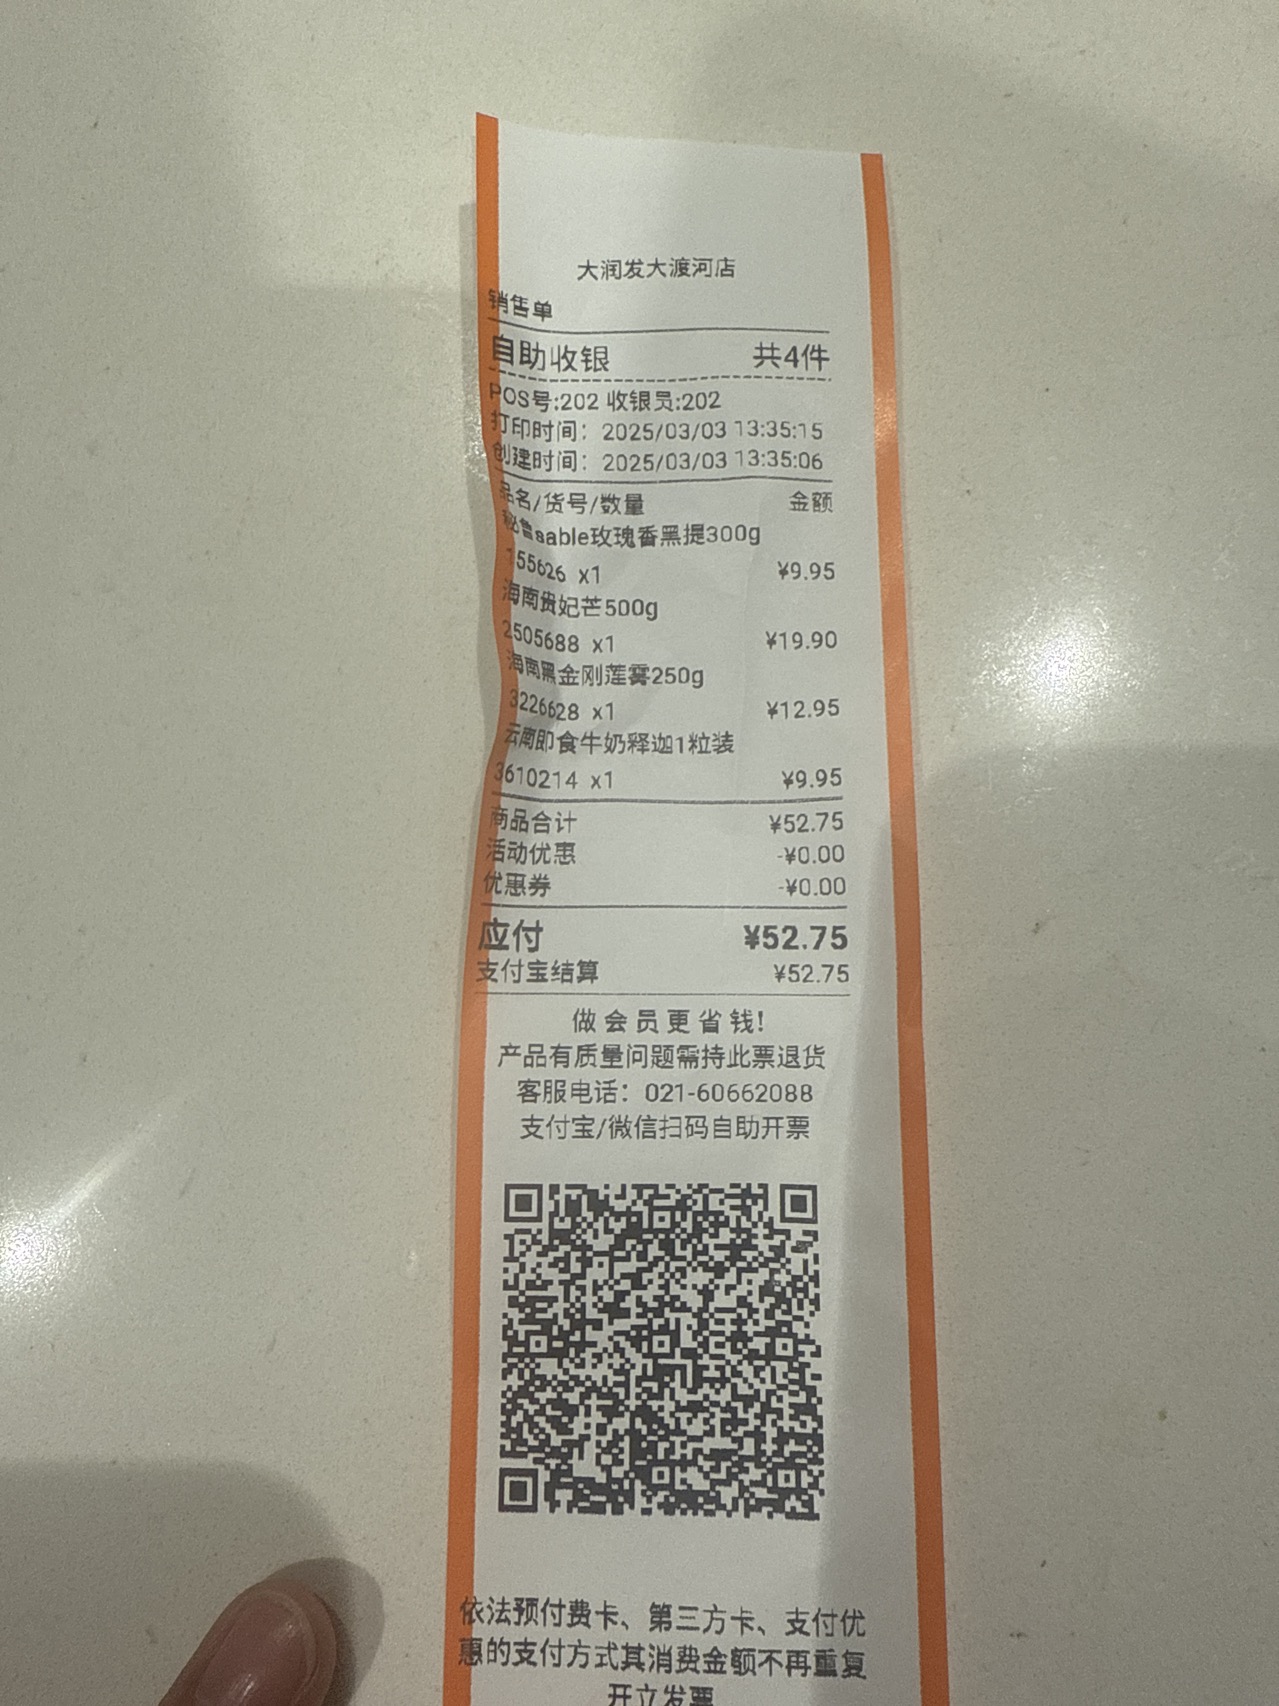 大润发大渡河店
销售单
自助收银 共4件
POS号:202 收银员:202
打印时间：2025/03/03 13:35:15
创建时间：2025/03/03 13:35:06
品名/货号/数量 金额
秘鲁sable玫瑰香黑提300g
155626 x1 ¥9.95
海南贵妃芒500g
2505688 x1 ¥19.90
海南黑金刚莲雾250g
3226628 x1 ¥12.95
云南即食牛奶释迦1粒装
3610214 x1 ¥9.95
商品合计 ¥52.75
活动优惠 -¥0.00
优惠券 -¥0.00
应付 ¥52.75
支付宝结算 ¥52.75
做会员更省钱!
产品有质量问题需持此票退货
客服电话：021-60662088
支付宝/微信扫码自助开票
依法预付费卡、第三方卡、支付优
惠的支付方式其消费金额不再重复
开立发票